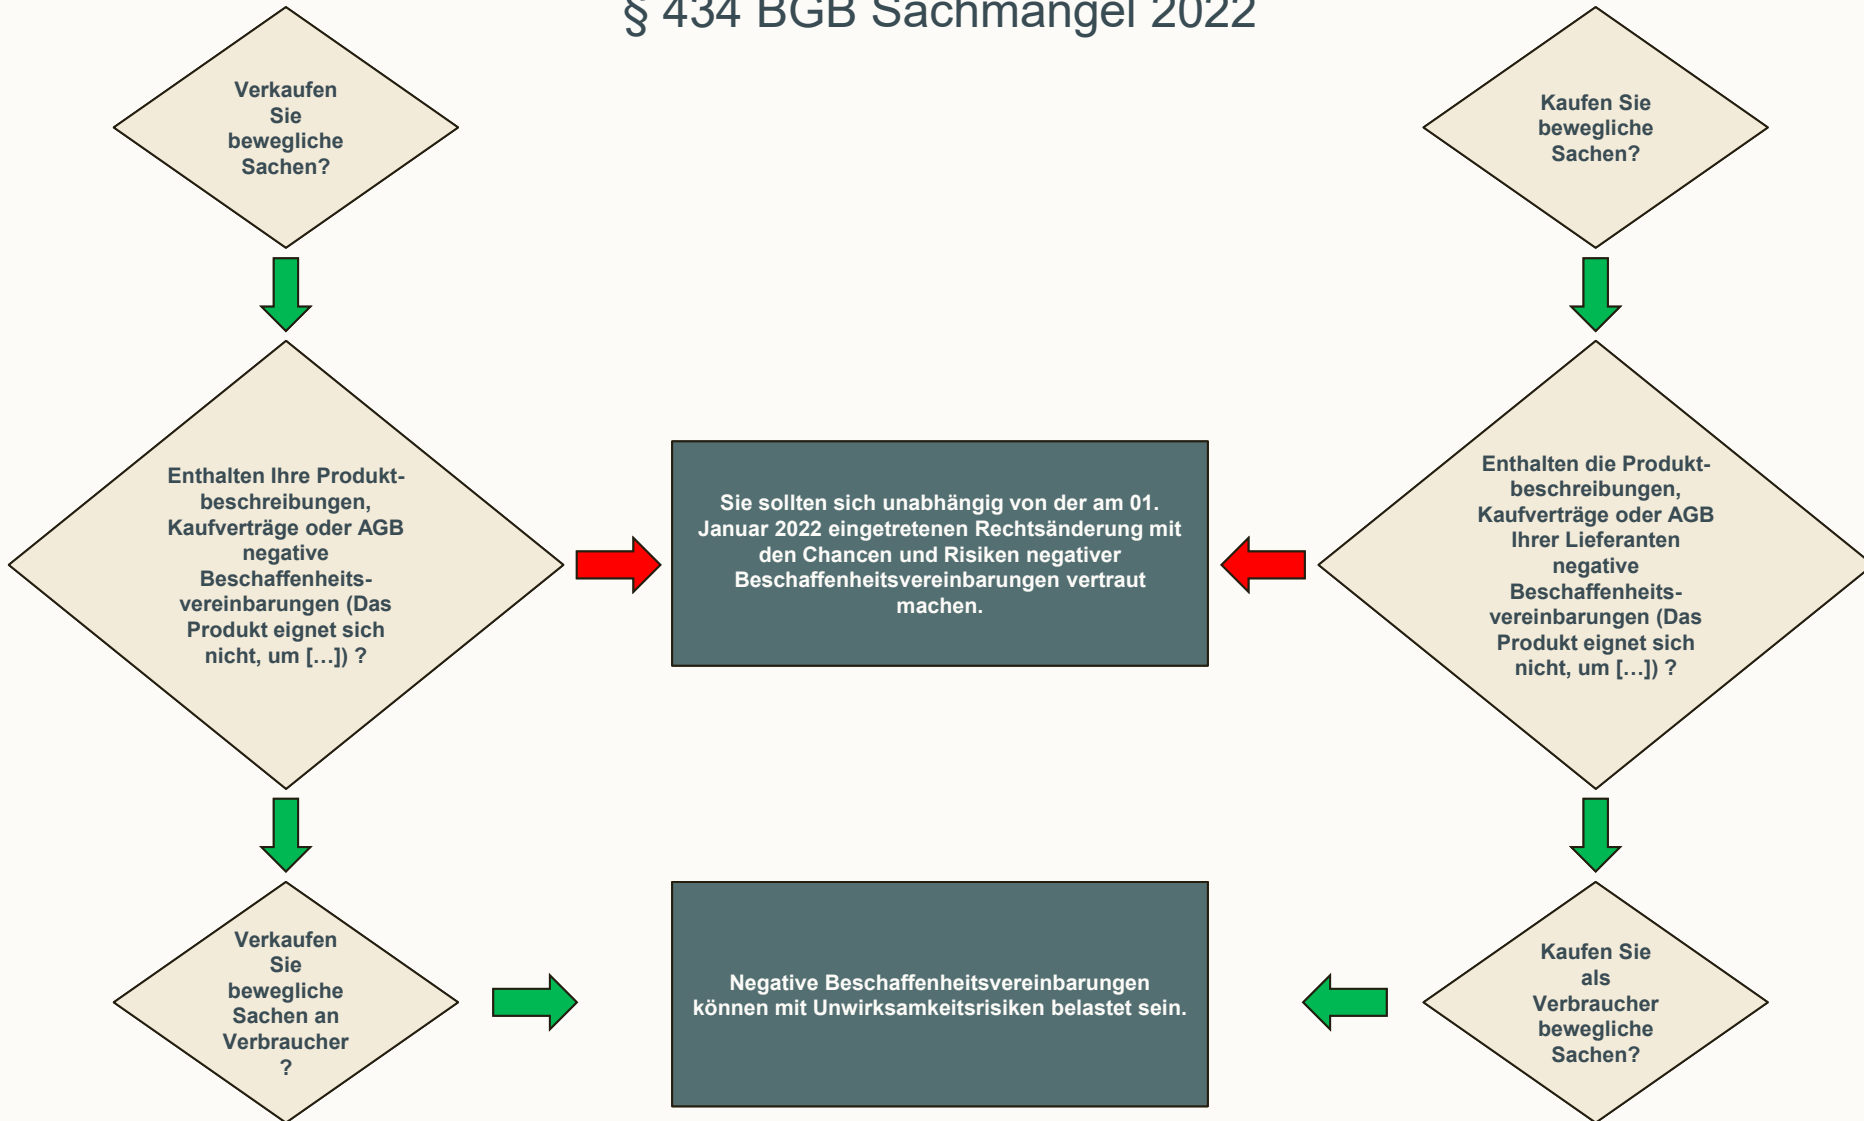 § 434 BGB Sachmangel 2022
Verkaufen
Sie
bewegliche
Sachen?
Kaufen Sie
bewegliche
Sachen?
Enthalten Ihre Produkt-
beschreibungen,
Kaufverträge oder AGB
negative
Beschaffenheits-
vereinbarungen (Das
Produkt eignet sich
nicht, um […]) ?
Sie sollten sich unabhängig von der am 01.
Januar 2022 eingetretenen Rechtsänderung mit
den Chancen und Risiken negativer
Beschaffenheitsvereinbarungen vertraut
machen.
Enthalten die Produkt-
beschreibungen,
Kaufverträge oder AGB
Ihrer Lieferanten
negative
Beschaffenheits-
vereinbarungen (Das
Produkt eignet sich
nicht, um […]) ?
Verkaufen
Sie
bewegliche
Sachen an
Verbraucher
?
Negative Beschaffenheitsvereinbarungen
können mit Unwirksamkeitsrisiken belastet sein.
Kaufen Sie
als
Verbraucher
bewegliche
Sachen?